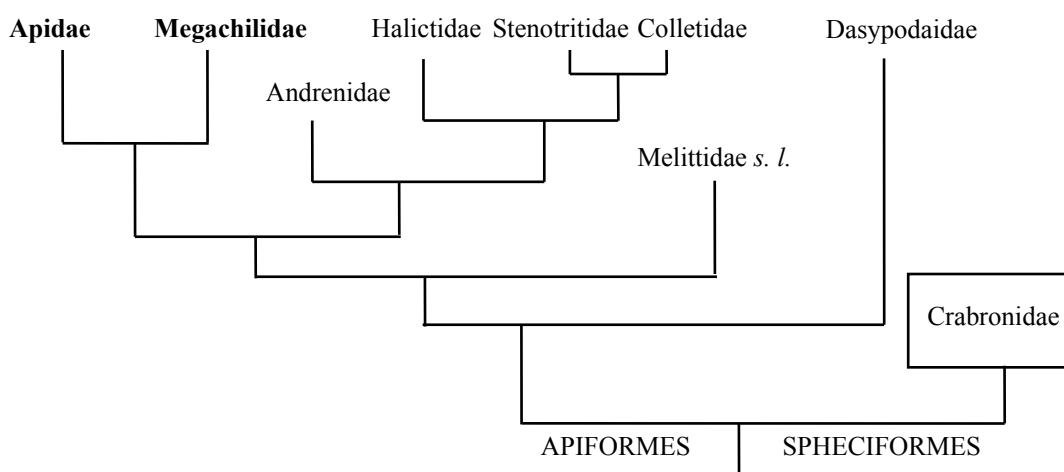 Apidae Megachilidae Halictidae Stenotritidae Colletidae Dasypodaidae
Andrenidae
Melittidae s. l.
Crabronidae
APIFORMES SPHECIFORMES